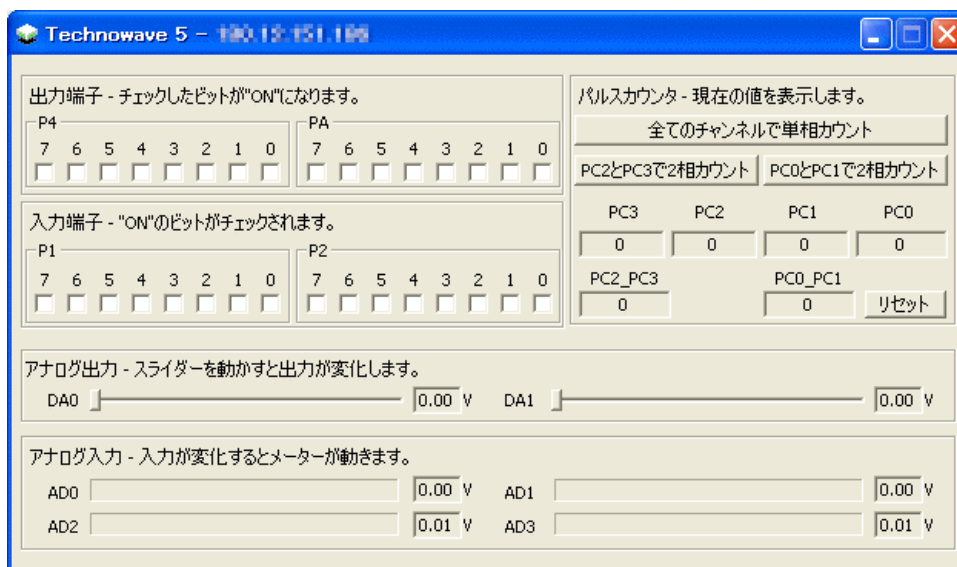 Technowave 5 -
出力端子 - チェックしたビットが"ON"になります。
P4
7 6 5 4 3 2 1 0
PA
7 6 5 4 3 2 1 0
入力端子 - "ON"のビットがチェックされます。
P1
7 6 5 4 3 2 1 0
P2
7 6 5 4 3 2 1 0
パルスカウンタ - 現在の値を表示します。
全てのチャンネルで単相カウント
PC2とPC3で2相カウント PC0とPC1で2相カウント
PC3 PC2 PC1 PC0
0 0 0 0
PC2_PC3 PC0_PC1
0 0 リセット
アナログ出力 - スライダーを動かすと出力が変化します。
DA0 0.00 V DA1 0.00 V
アナログ入力 - 入力が変化するとメーターが動きます。
AD0 0.00 V AD1 0.00 V
AD2 0.01 V AD3 0.01 V